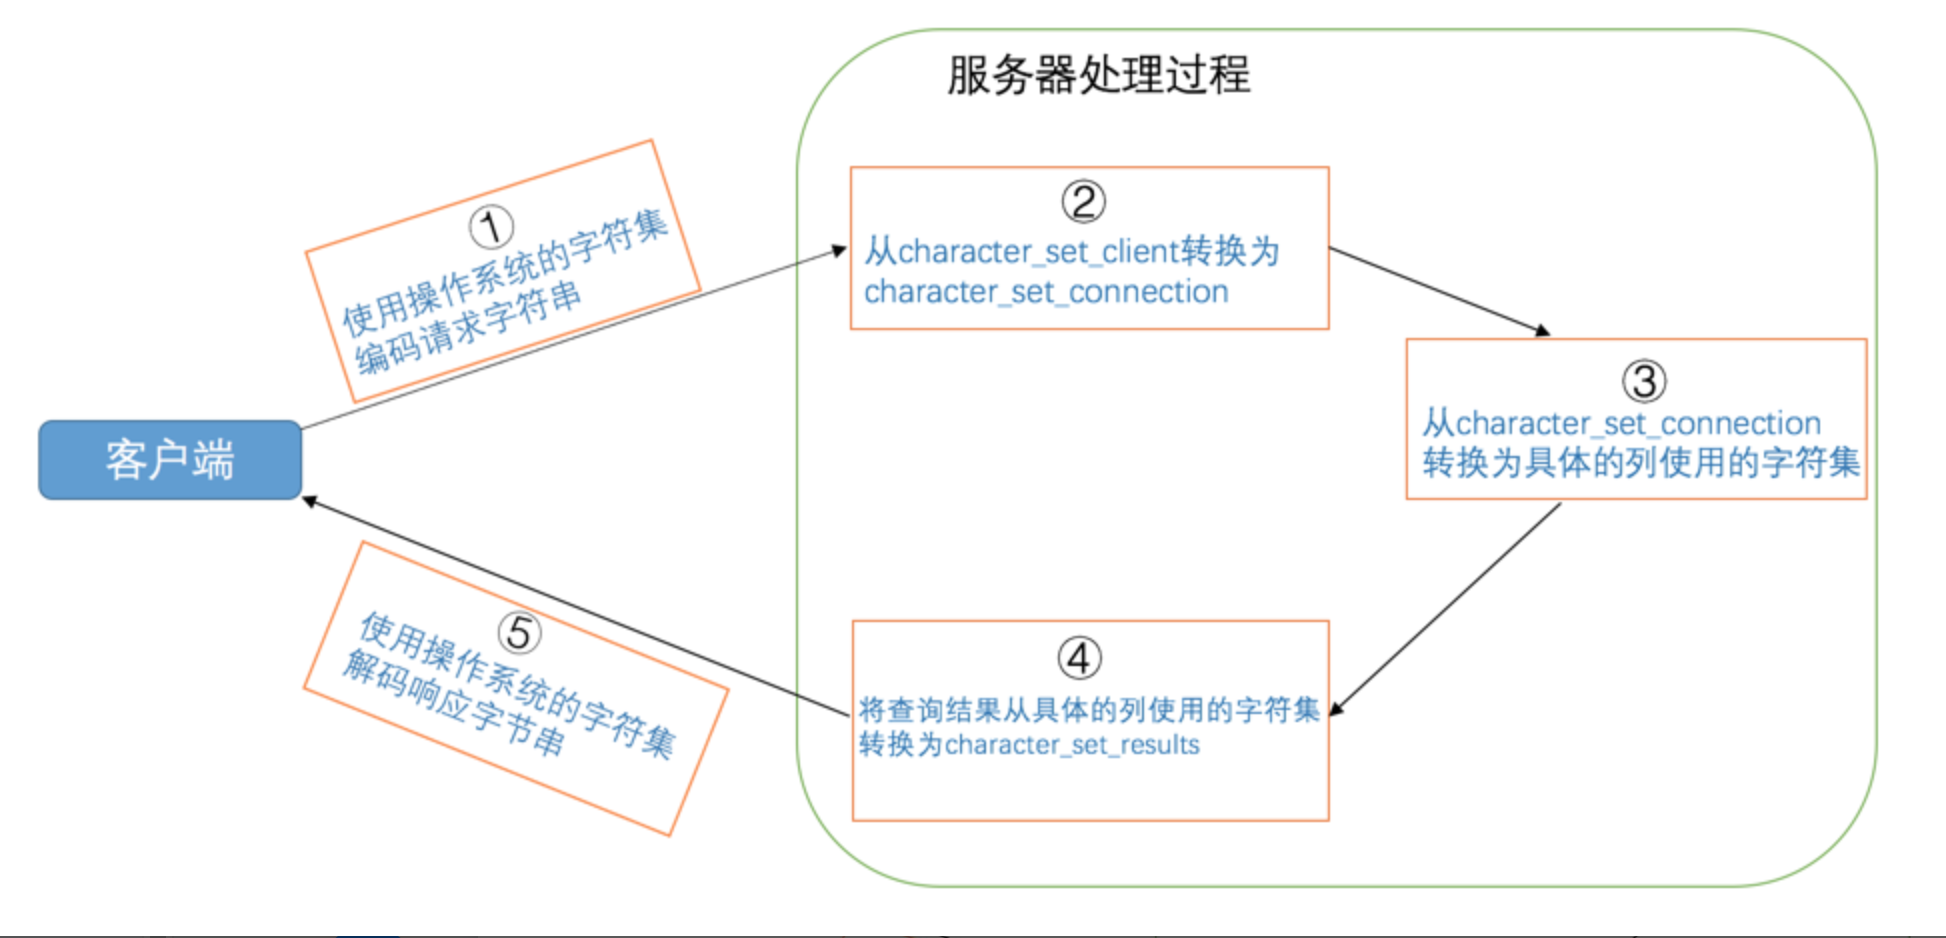 服务器处理过程
①
使用操作系统的字符集
编码请求字符串
②
从character_set_client转换为
character_set_connection
③
从character_set_connection
转换为具体的列使用的字符集
客户端
④
将查询结果从具体的列使用的字符集
转换为character_set_results
⑤
使用操作系统的字符集
解码响应字节串